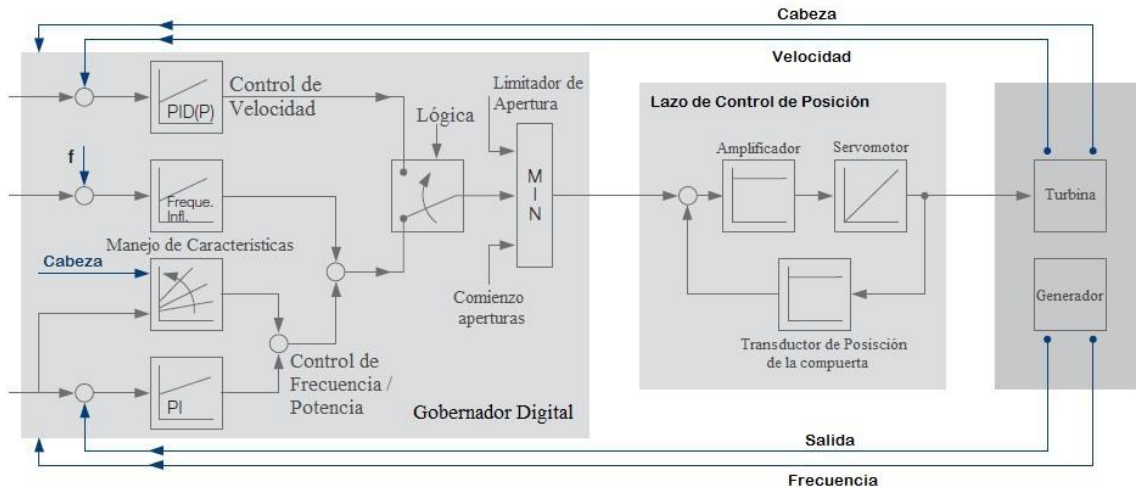 Cabeza
Velocidad
Control de
Velocidad
PID(P)
Lógica
Limitador de
Apertura
Lazo de Control de Posición
Amplificador
Servomotor
f
Freque.
Infl.
M
I
N
Turbina
Manejo de Características
Cabeza
Comienzo
aperturas
Generador
Transductor de Posisción
de la compuerta
Control de
Frecuencia /
Potencia
PI
Gobernador Digital
Salida
Frecuencia